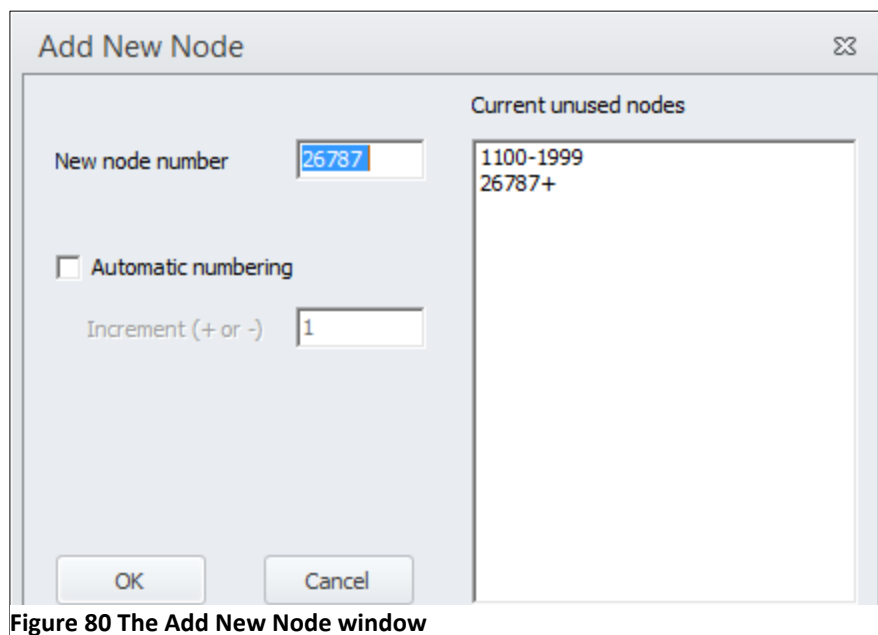 Add New Node
Current unused nodes
New node number 26787
1100-1999
26787+
Automatic numbering
Increment (+ or -) 1
OK Cancel
Figure 80 The Add New Node window